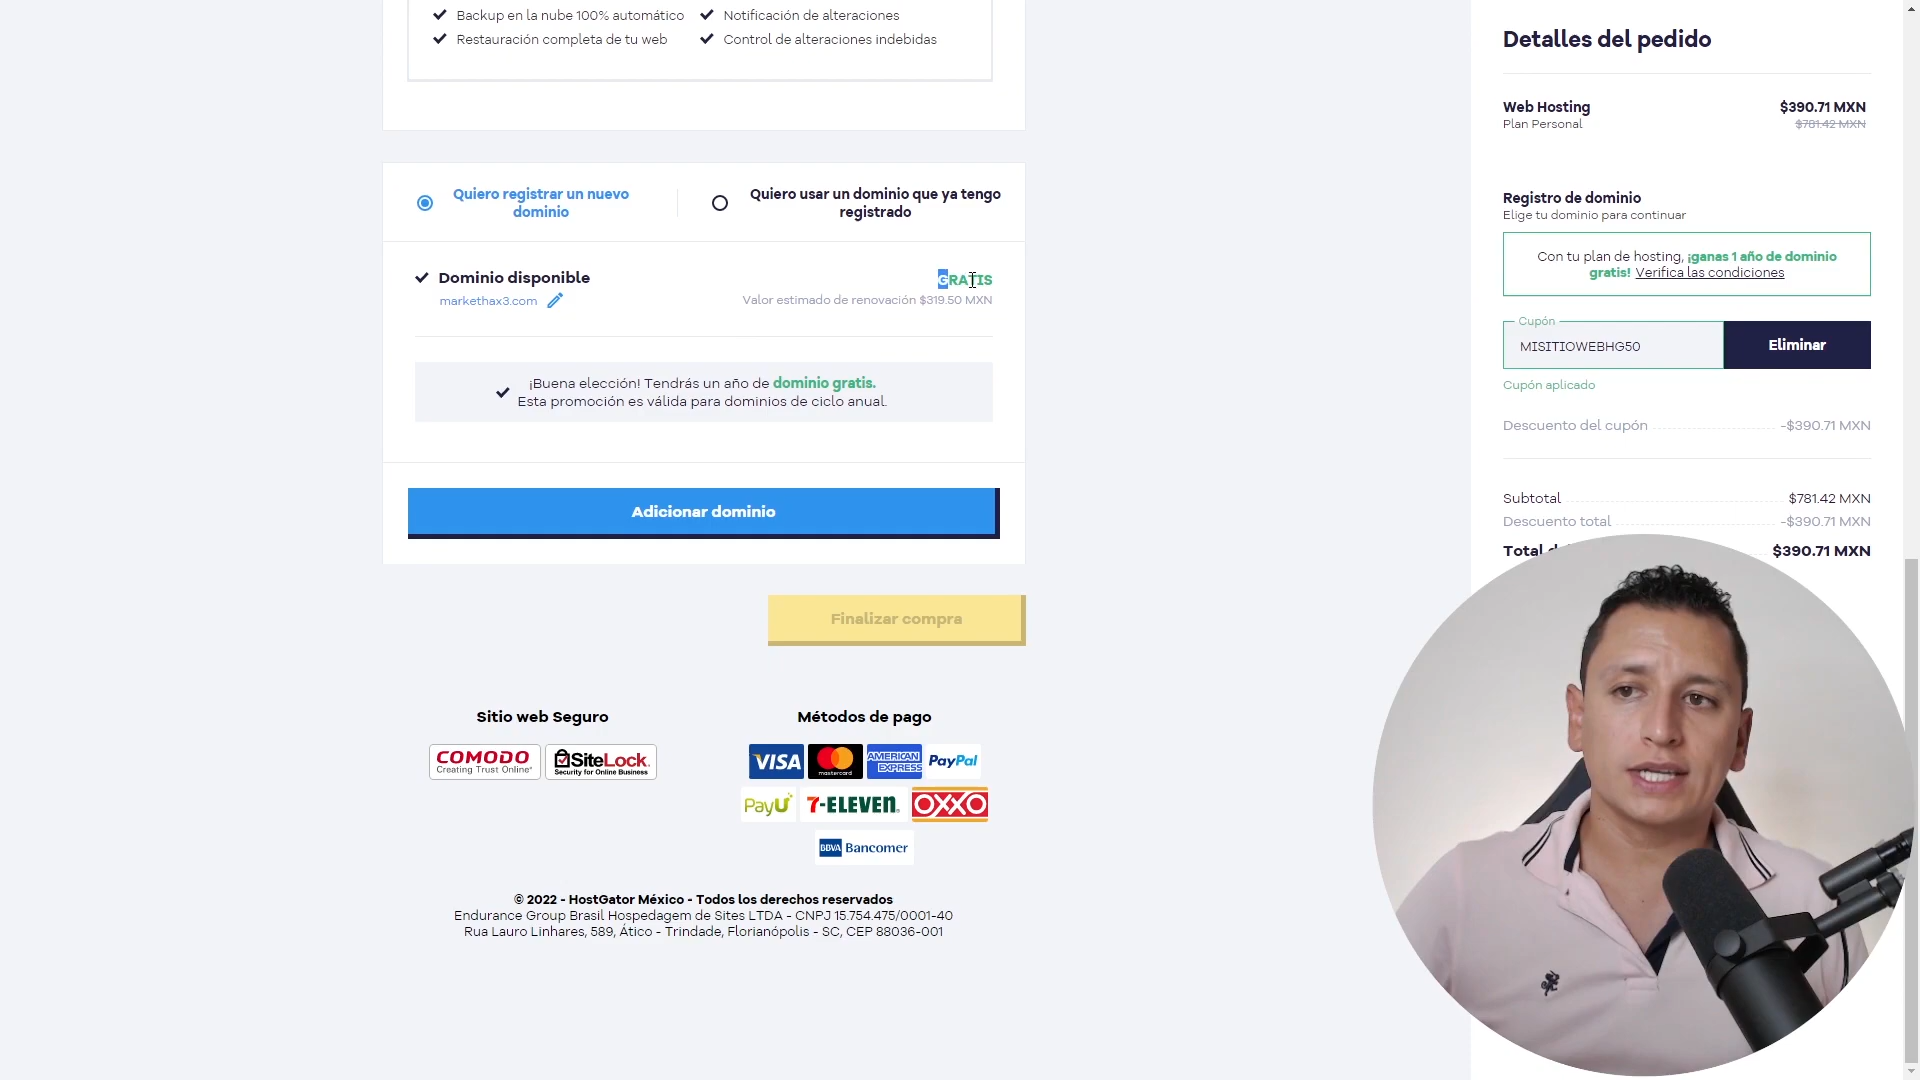 Backup en la nube 100% automático
Notificación de alteraciones
Restauración completa de tu web
Control de alteraciones indebidas
Quiero registrar un nuevo
dominio
Quiero usar un dominio que ya tengo
registrado
Dominio disponible
GRATIS
markethax3.com
Valor estimado de renovación $319.50 MXN
¡Buena elección! Tendrás un año de dominio gratis.
Esta promoción es válida para dominios de ciclo anual.
Adicionar dominio
Finalizar compra
Sitio web Seguro
Métodos de pago
COMODO
Creating Trust Online®
SiteLock
Security for Online Business
VISA
mastercard
AMERICAN
EXPRESS
PayPal
PayU
7-ELEVEN
OXXO
BBVA Bancomer
© 2022 - HostGator México - Todos los derechos reservados
Endurance Group Brasil Hospedagem de Sites LTDA - CNPJ 15.754.475/0001-40
Rua Lauro Linhares, 589, Ático - Trindade, Florianópolis - SC, CEP 88036-001
Detalles del pedido
Web Hosting
$390.71 MXN
Plan Personal
$781.42 MXN
Registro de dominio
Elige tu dominio para continuar
Con tu plan de hosting, ¡ganas 1 año de dominio
gratis! Verifica las condiciones
Cupón
MISITIOWEBHG50
Eliminar
Cupón aplicado
Descuento del cupón
-$390.71 MXN
Subtotal
$781.42 MXN
Descuento total
-$390.71 MXN
Total
$390.71 MXN